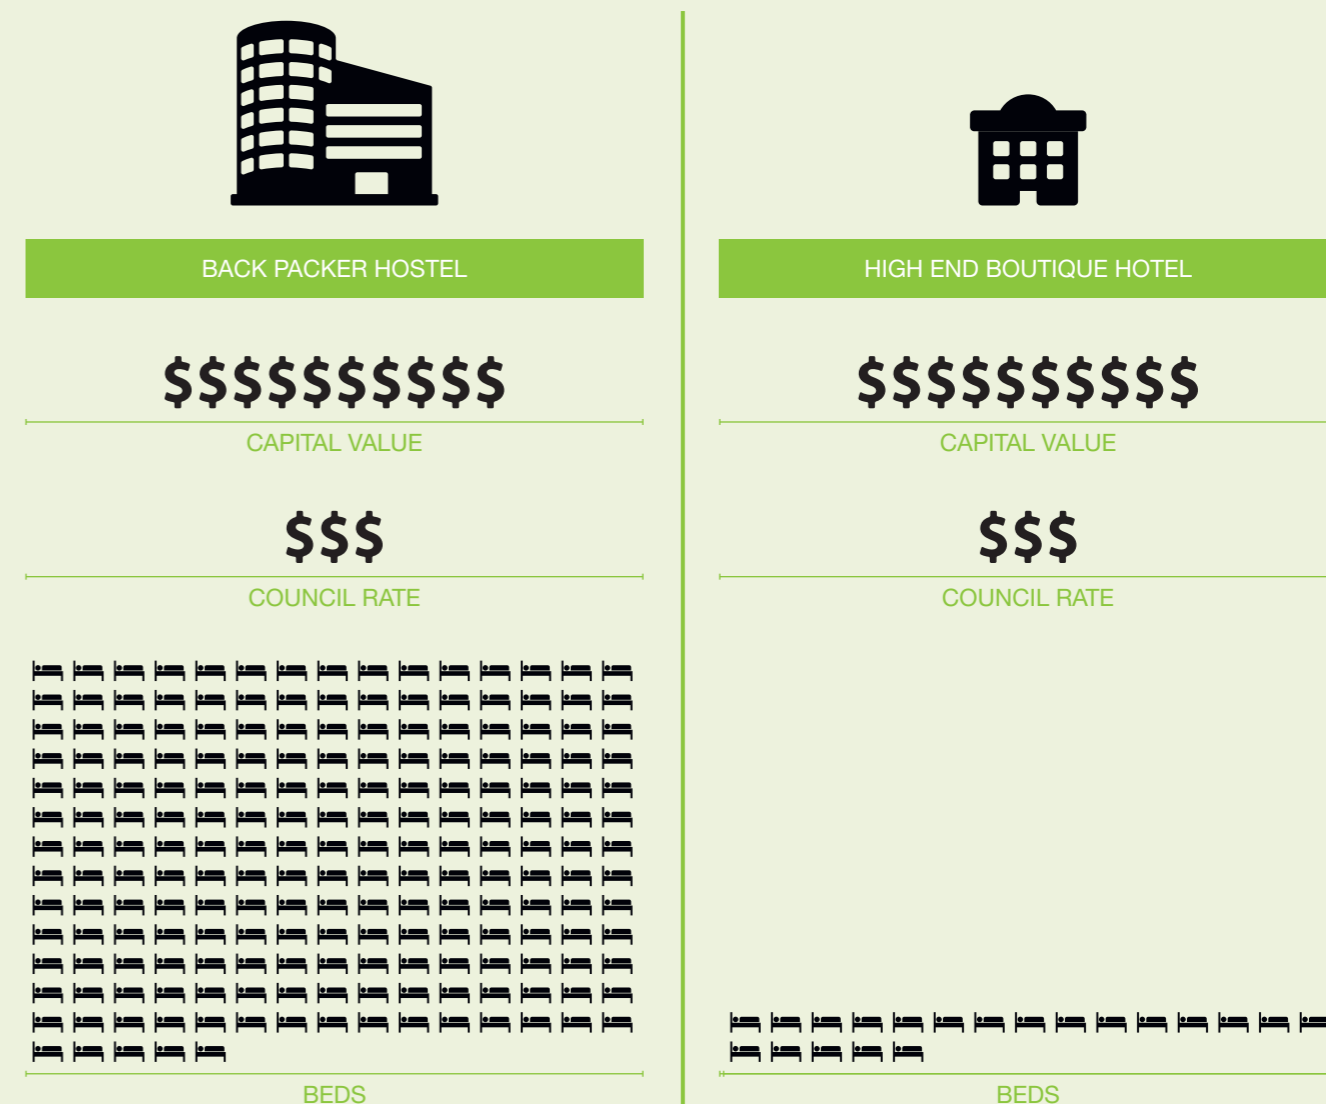 BACK PACKER HOSTEL
$$$$$$$$$$
CAPITAL VALUE
$$$
COUNCIL RATE
BEDS
HIGH END BOUTIQUE HOTEL
$$$$$$$$$$
CAPITAL VALUE
$$$
COUNCIL RATE
BEDS